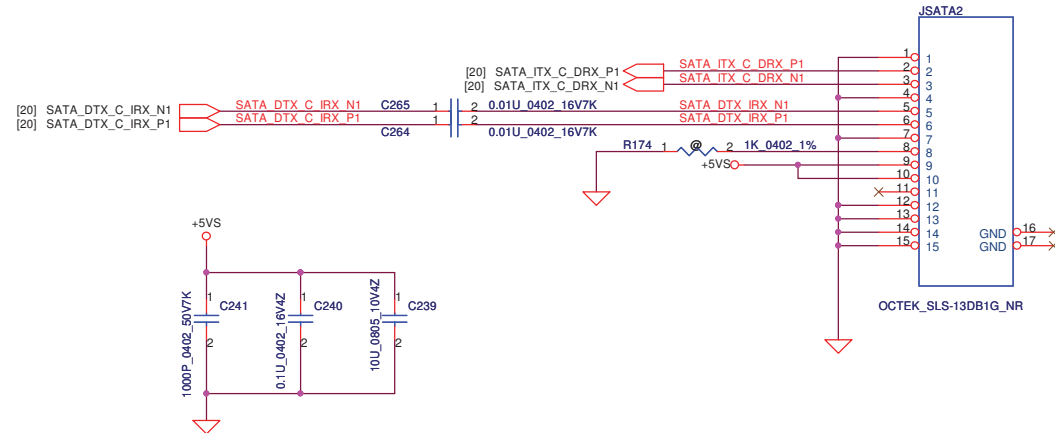 JSATA2
1 1
[20] SATA_ITX_C_DRX_P1 SATA_ITX_C_DRX_P1 2 2
[20] SATA_ITX_C_DRX_N1 SATA_ITX_C_DRX_N1 3 3
4 4
[20] SATA_DTX_C_IRX_N1 SATA_DTX_C_IRX_N1 C265 1 2 0.01U_0402_16V7K SATA_DTX_IRX_N1 5 5
[20] SATA_DTX_C_IRX_P1 SATA_DTX_C_IRX_P1 1 2 SATA_DTX_IRX_P1 6 6
C264 0.01U_0402_16V7K 7 7
R174 1 @ 2 1K_0402_1% 8 8
+5VS 9 9
10 10
11 11
12 12
13 13
14 14 GND 16
15 15 GND 17
+5VS
OCTEK_SLS-13DB1G_NR
1 C241 1000P_0402_50V7K 2
1 C240 0.1U_0402_16V4Z 2
1 C239 10U_0805_10V4Z 2